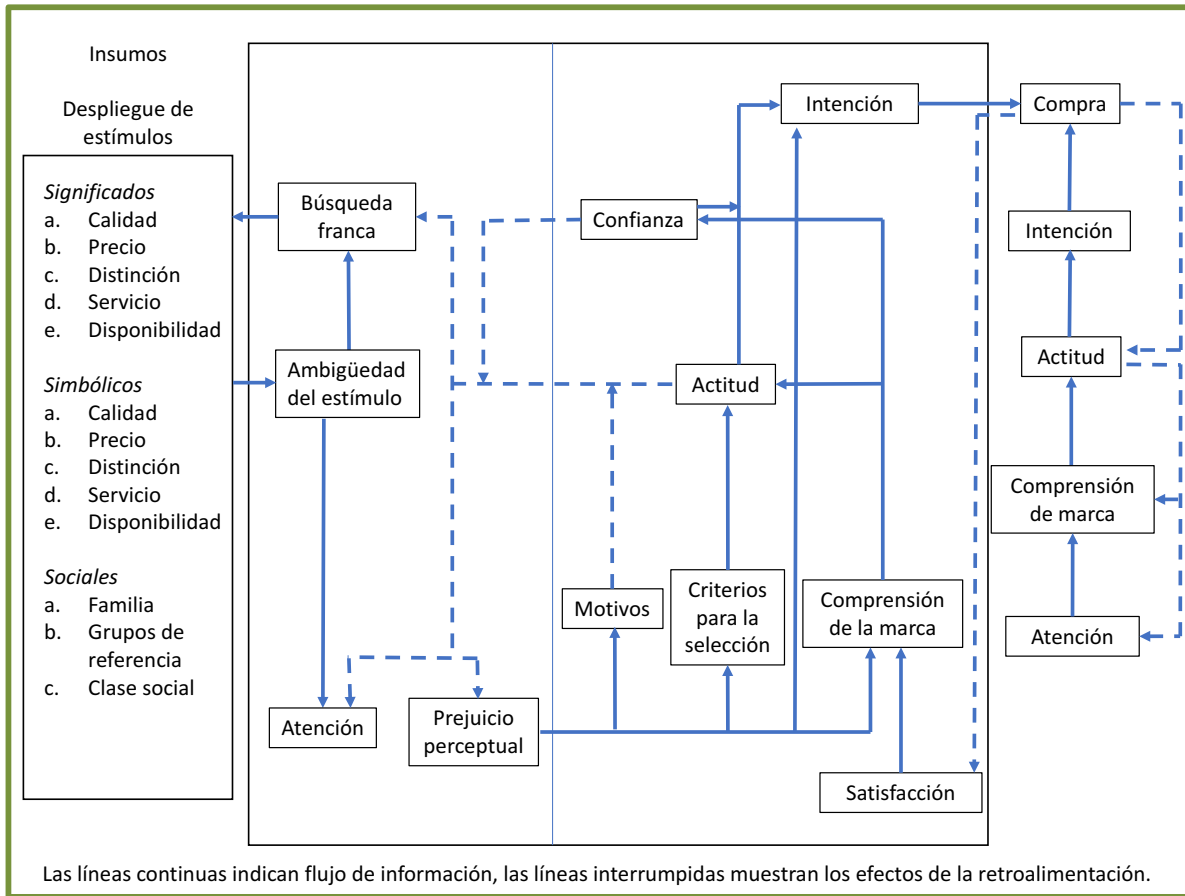 Insumos
Despliegue de
estímulos
Significados
a. Calidad
b. Precio
c. Distinción
d. Servicio
e. Disponibilidad
Simbólicos
a. Calidad
b. Precio
c. Distinción
d. Servicio
e. Disponibilidad
Sociales
a. Familia
b. Grupos de
referencia
c. Clase social
Búsqueda
franca
Ambigüedad
del estímulo
Atención
Prejuicio
perceptual
Intención
Confianza
Actitud
Motivos
Criterios
para la
selección
Comprensión
de la marca
Satisfacción
Compra
Intención
Actitud
Comprensión
de marca
Atención
Las líneas continuas indican flujo de información, las líneas interrumpidas muestran los efectos de la retroalimentación.